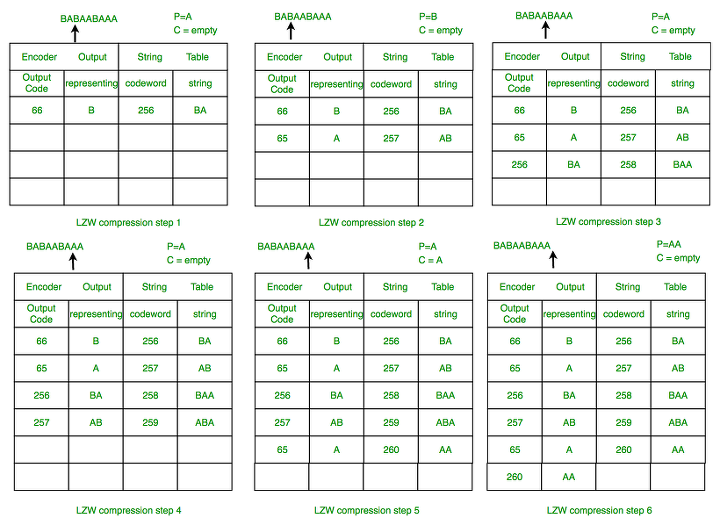 BABAABAAA P=A
C = empty
Encoder Output String Table
Output Code representing codeword string
66 B 256 BA
LZW compression step 1
BABAABAAA P=B
C = empty
Encoder Output String Table
Output Code representing codeword string
66 B 256 BA
65 A 257 AB
LZW compression step 2
BABAABAAA P=A
C = empty
Encoder Output String Table
Output Code representing codeword string
66 B 256 BA
65 A 257 AB
256 BA 258 BAA
LZW compression step 3
BABAABAAA P=A
C = empty
Encoder Output String Table
Output Code representing codeword string
66 B 256 BA
65 A 257 AB
256 BA 258 BAA
257 AB 259 ABA
LZW compression step 4
BABAABAAA P=A
C = A
Encoder Output String Table
Output Code representing codeword string
66 B 256 BA
65 A 257 AB
256 BA 258 BAA
257 AB 259 ABA
65 A 260 AA
LZW compression step 5
BABAABAAA P=AA
C = empty
Encoder Output String Table
Output Code representing codeword string
66 B 256 BA
65 A 257 AB
256 BA 258 BAA
257 AB 259 ABA
65 A 260 AA
260 AA
LZW compression step 6